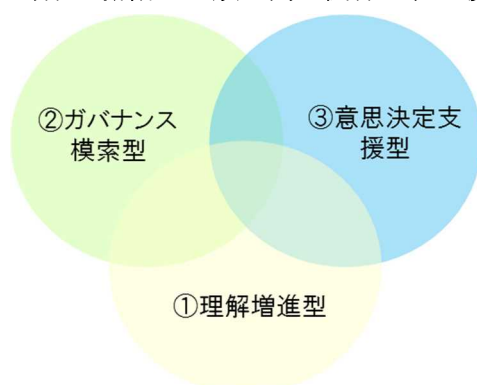 ②ガバナンス
模索型
③意思決定支
援型
①理解増進型